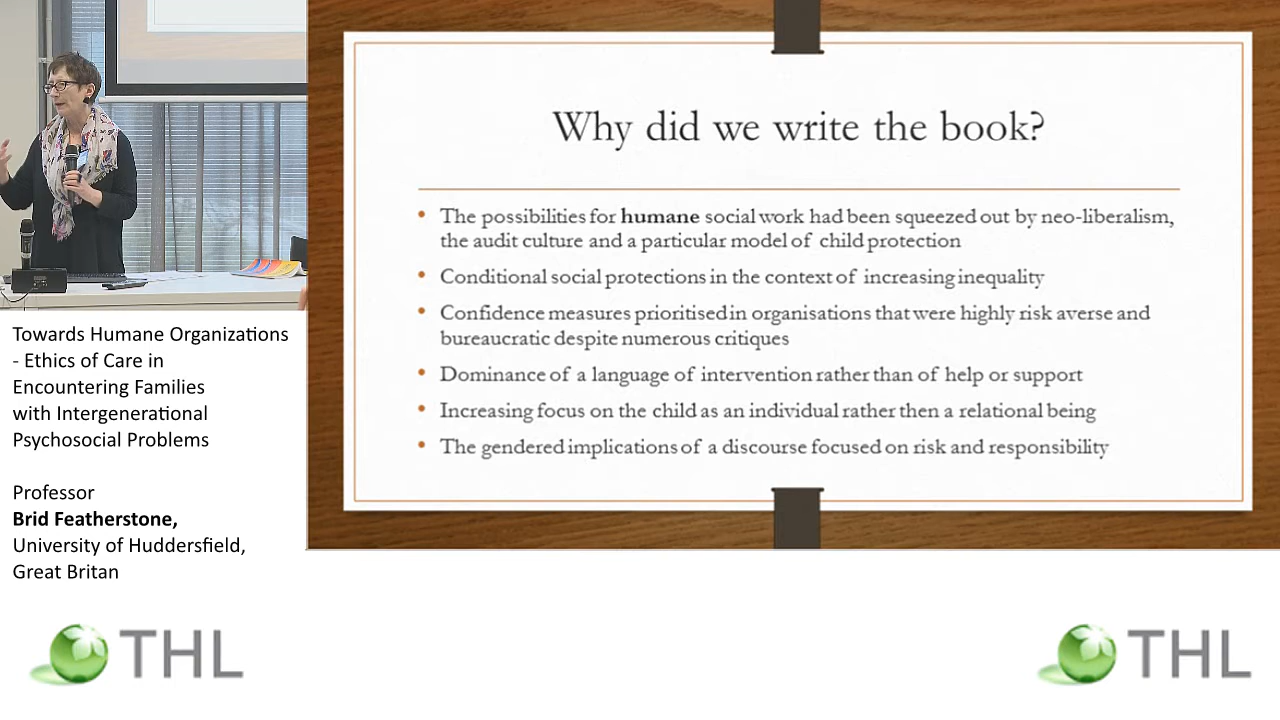 Why did we write the book?
• The possibilities for humane social work had been squeezed out by neo-liberalism,
the audit culture and a particular model of child protection
• Conditional social protections in the context of increasing inequality
• Confidence measures prioritised in organisations that were highly risk averse and
bureaucratic despite numerous critiques
• Dominance of a language of intervention rather than of help or support
• Increasing focus on the child as an individual rather then a relational being
• The gendered implications of a discourse focused on risk and responsibility
Towards Humane Organizations
- Ethics of Care in
Encountering Families
with Intergenerational
Psychosocial Problems
Professor
Brid Featherstone,
University of Huddersfield,
Great Britan
THL
THL